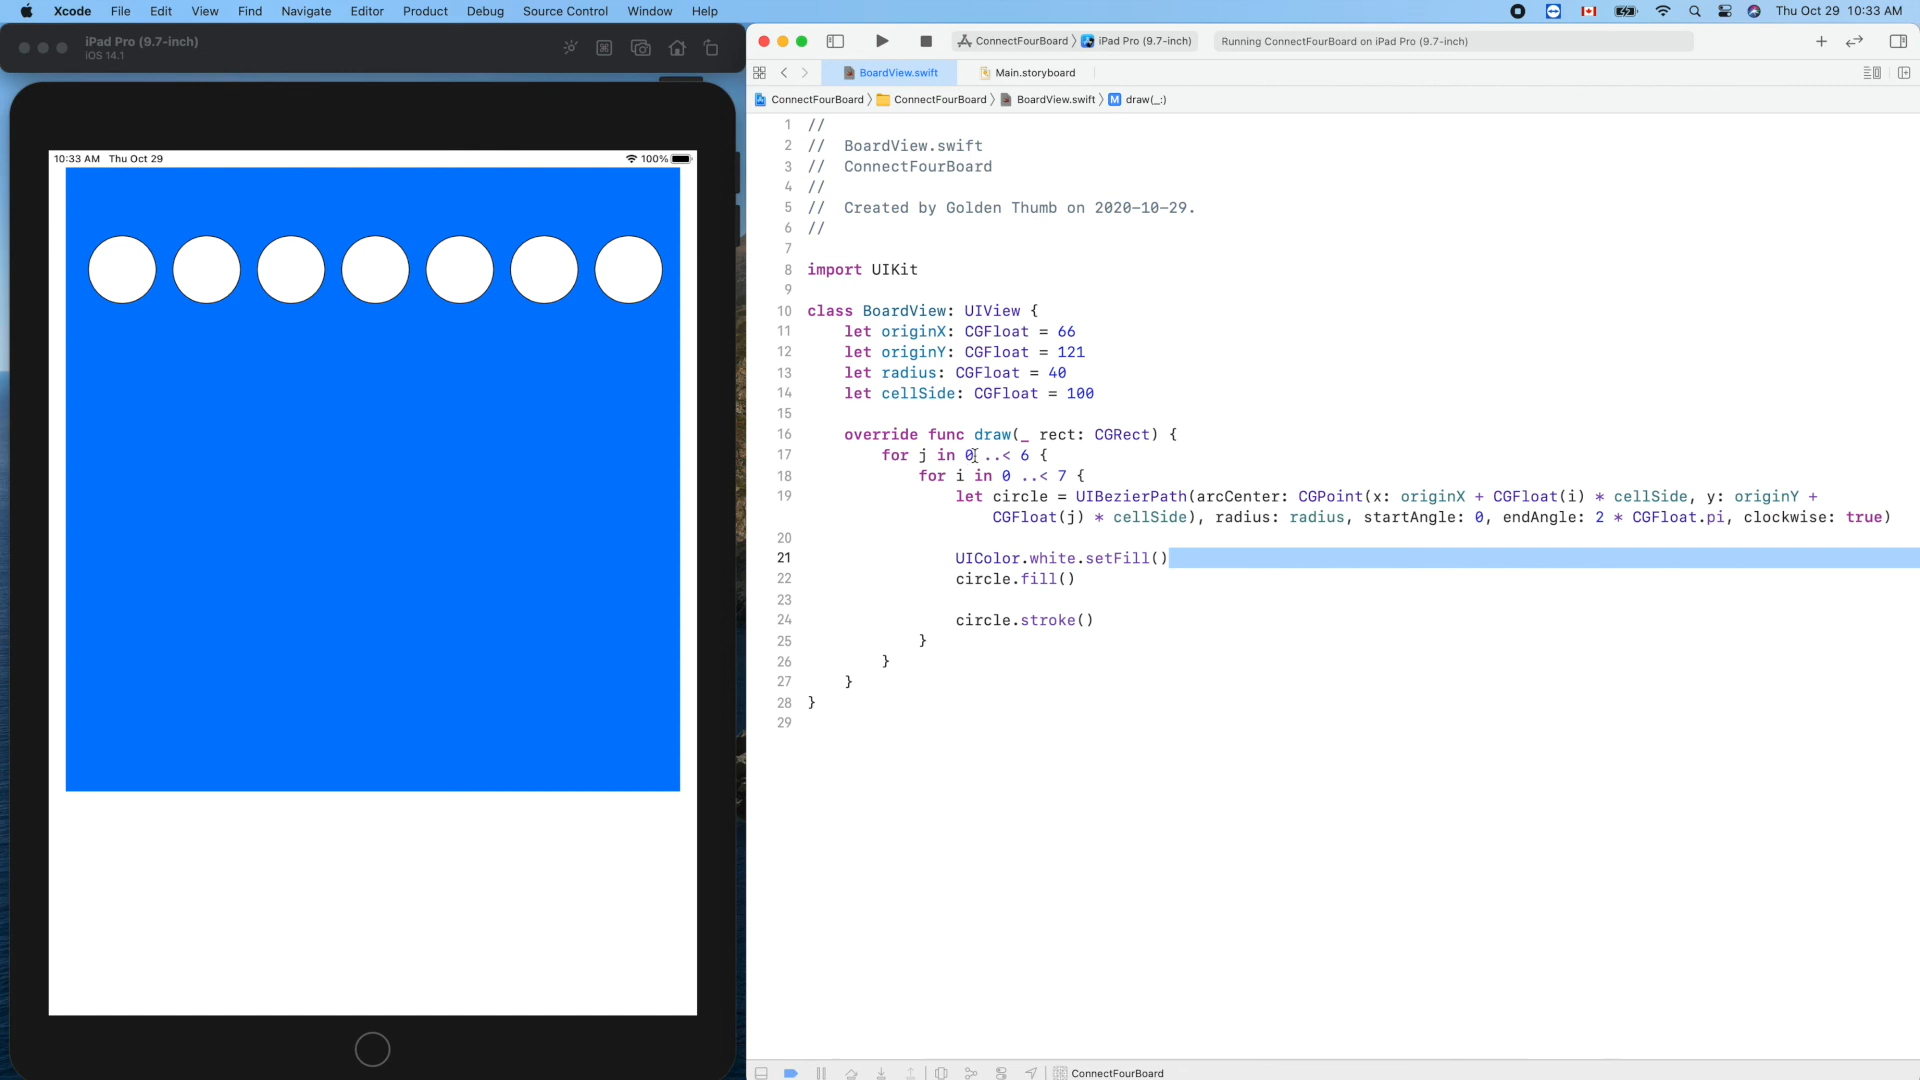 Xcode File Edit View Find Navigate Editor Product Debug Source Control Window Help Thu Oct 29 10:33 AM
iPad Pro (9.7-inch)
iOS 14.1
10:33 AM Thu Oct 29 100%
ConnectFourBoard iPad Pro (9.7-inch) Running ConnectFourBoard on iPad Pro (9.7-inch)
BoardView.swift Main.storyboard
ConnectFourBoard ConnectFourBoard BoardView.swift M draw(_:)
1 //
2 // BoardView.swift
3 // ConnectFourBoard
4 //
5 // Created by Golden Thumb on 2020-10-29.
6 //
7
8 import UIKit
9
10 class BoardView: UIView {
11 let originX: CGFloat = 66
12 let originY: CGFloat = 121
13 let radius: CGFloat = 40
14 let cellSide: CGFloat = 100
15
16 override func draw(_ rect: CGRect) {
17 for j in 0 ..< 6 {
18 for i in 0 ..< 7 {
19 let circle = UIBezierPath(arcCenter: CGPoint(x: originX + CGFloat(i) * cellSide, y: originY +
CGFloat(j) * cellSide), radius: radius, startAngle: 0, endAngle: 2 * CGFloat.pi, clockwise: true)
20
21 UIColor.white.setFill()
22 circle.fill()
23
24 circle.stroke()
25 }
26 }
27 }
28 }
29
ConnectFourBoard